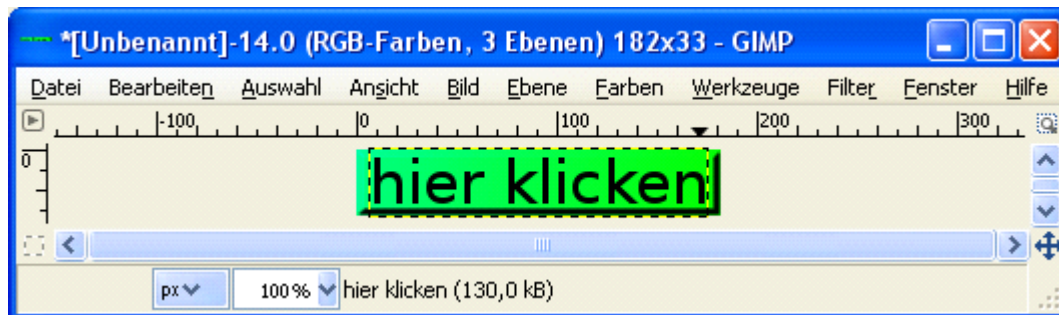 *[Unbenannt]-14.0 (RGB-Farben, 3 Ebenen) 182x33 - GIMP
Datei Bearbeiten Auswahl Ansicht Bild Ebene Farben Werkzeuge Filter Fenster Hilfe
-100 0 100 200 300
0
hier klicken
px 100 % hier klicken (130,0 kB)